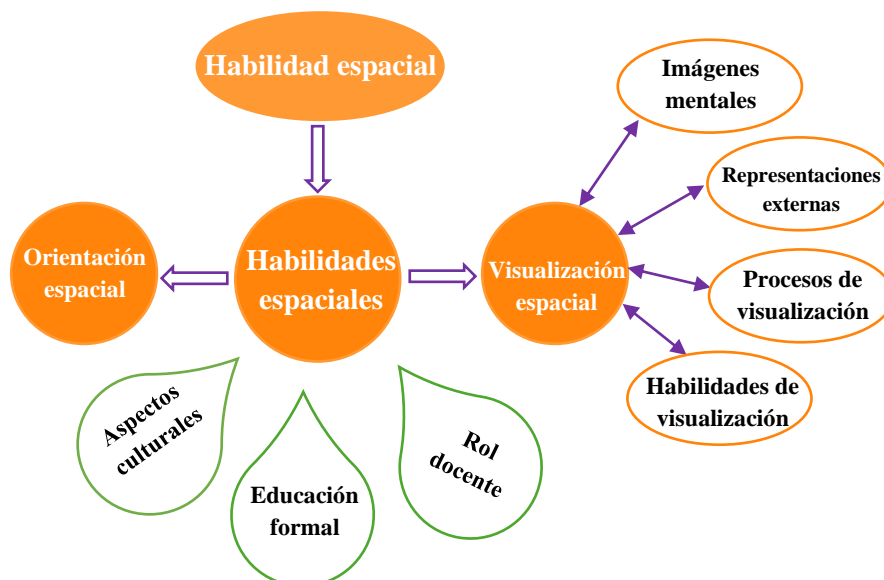 Habilidad espacial
Imágenes
mentales
Representaciones
externas
Orientación
espacial
Habilidades
espaciales
Visualización
espacial
Procesos de
visualización
Habilidades de
visualización
Aspectos
culturales
Educación
formal
Rol
docente